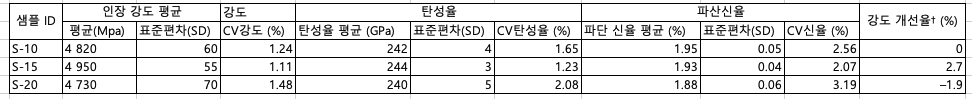 샘플 ID 인장 강도 평균 강도 탄성율 파산신율 강도 개선율† (%)
평균(Mpa) 표준편차(SD) CV강도 (%) 탄성율 평균 (GPa) 표준편차(SD) CV탄성율 (%) 파단 신율 평균 (%) 표준편차(SD) CV신율 (%)
S-10 4 820 60 1.24 242 4 1.65 1.95 0.05 2.56 0
S-15 4 950 55 1.11 244 3 1.23 1.93 0.04 2.07 2.7
S-20 4 730 70 1.48 240 5 2.08 1.88 0.06 3.19 –1.9